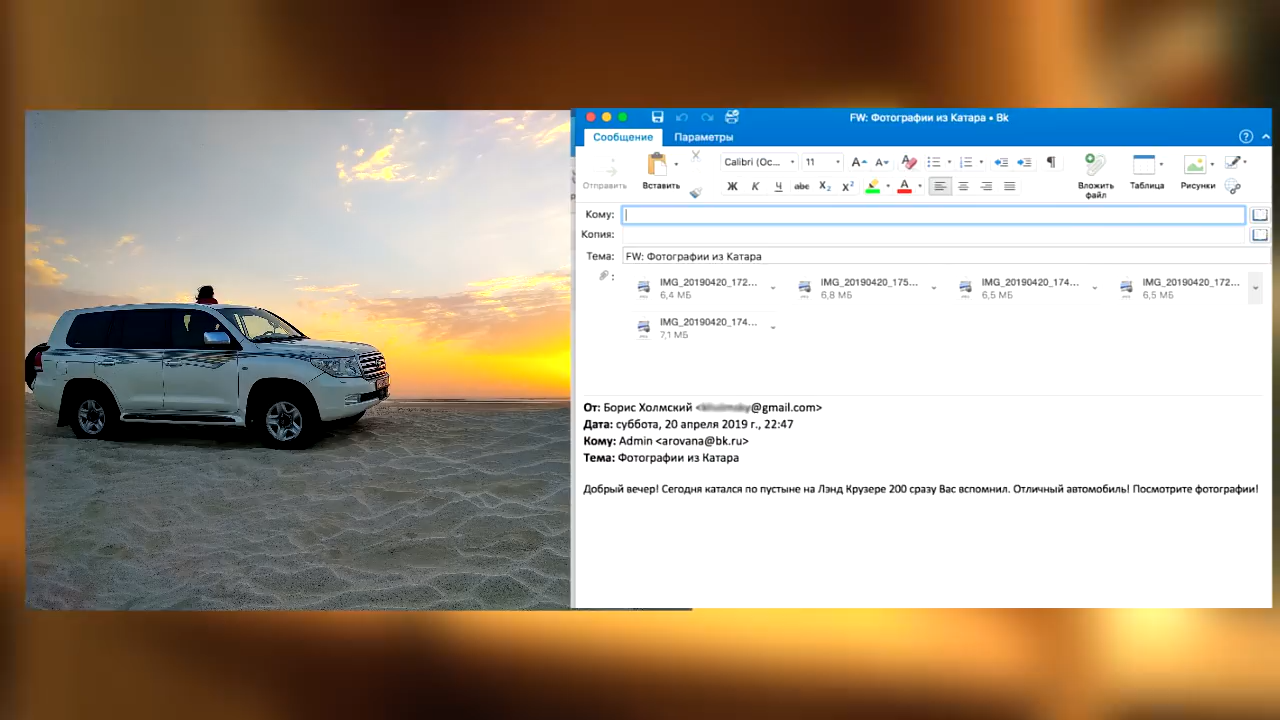 FW: Фотографии из Катара • Bk
Сообщение Параметры
Calibri (Ос... 11
Отправить Вставить Ж К Ч abc X₂ X² A Вложить файл Таблица Рисунки
Кому:
Копия:
Тема: FW: Фотографии из Катара
IMG_20190420_172... IMG_20190420_175... IMG_20190420_174... IMG_20190420_172...
6,4 МБ 6,8 МБ 6,5 МБ 6,5 МБ
IMG_20190420_174...
7,1 МБ
От: Борис Холмский < @gmail.com>
Дата: суббота, 20 апреля 2019 г., 22:47
Кому: Admin <arovana@bk.ru>
Тема: Фотографии из Катара
Добрый вечер! Сегодня катался по пустыне на Лэнд Крузере 200 сразу Вас вспомнил. Отличный автомобиль! Посмотрите фотографии!